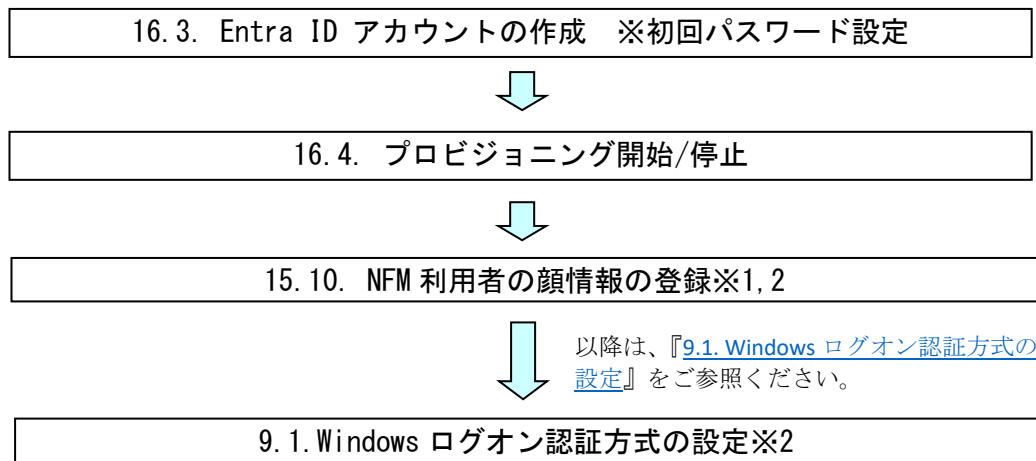 16.3. Entra ID アカウントの作成　※初回パスワード設定
16.4. プロビジョニング開始/停止
15.10. NFM 利用者の顔情報の登録※1,2
以降は、『9.1. Windows ログオン認証方式の
設定』をご参照ください。
9.1.Windows ログオン認証方式の設定※2